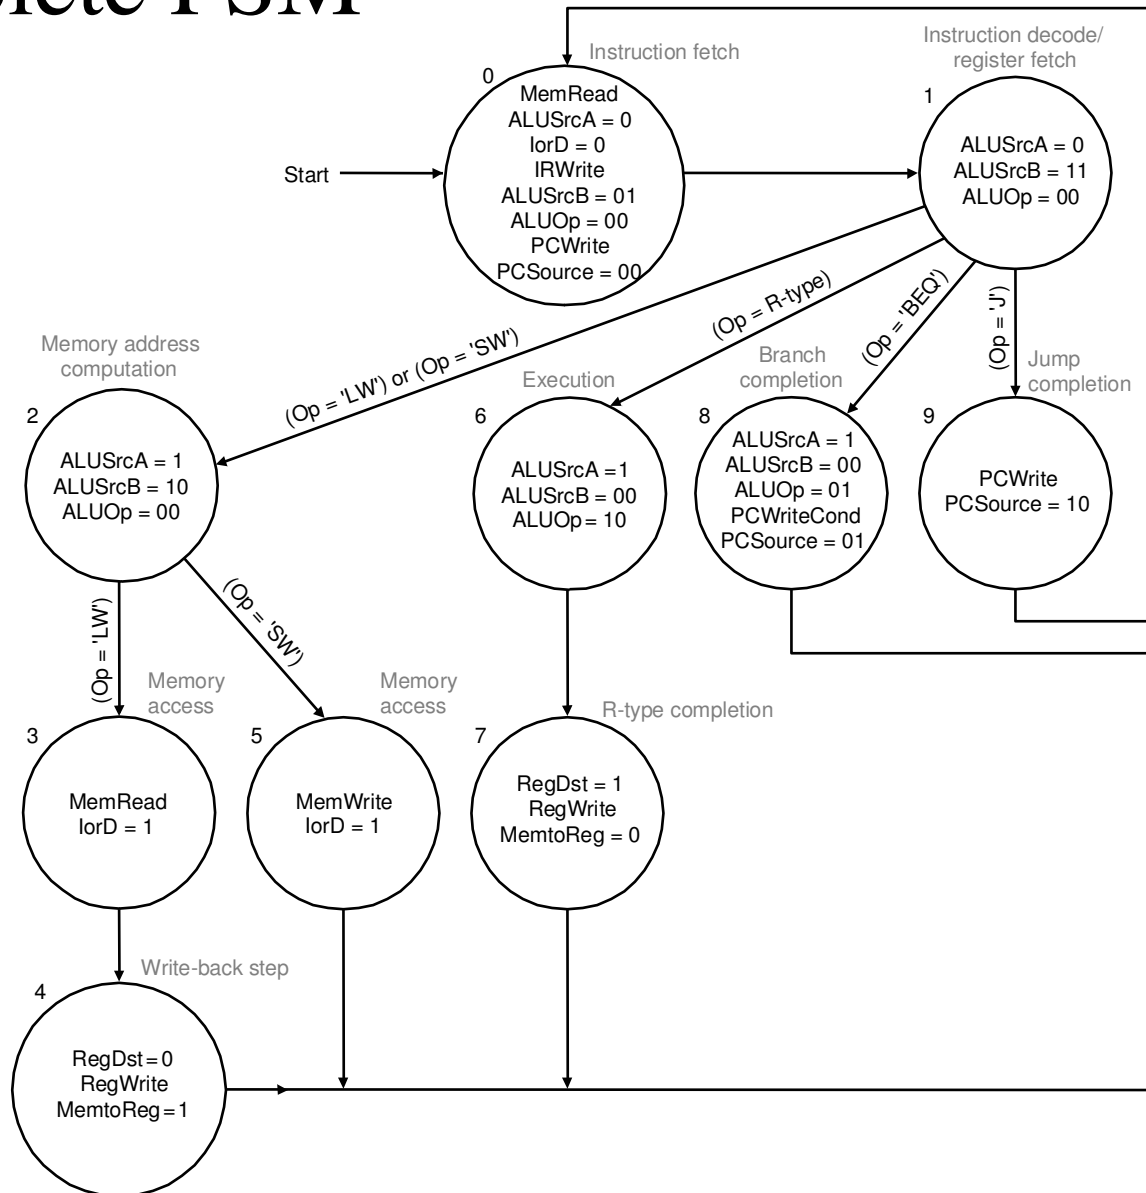 FSM
Instruction fetch
0
MemRead
ALUSrcA = 0
IorD = 0
IRWrite
ALUSrcB = 01
ALUOp = 00
PCWrite
PCSource = 00
Start
Instruction decode/
register fetch
1
ALUSrcA = 0
ALUSrcB = 11
ALUOp = 00
(Op = 'LW') or (Op = 'SW')
(Op = R-type)
(Op = 'BEQ')
(Op = 'J')
Memory address
computation
2
ALUSrcA = 1
ALUSrcB = 10
ALUOp = 00
Execution
6
ALUSrcA =1
ALUSrcB = 00
ALUOp= 10
Branch
completion
8
ALUSrcA = 1
ALUSrcB = 00
ALUOp = 01
PCWriteCond
PCSource = 01
Jump
completion
9
PCWrite
PCSource = 10
(Op = 'LW')
(Op = 'SW')
Memory
access
3
MemRead
IorD = 1
Memory
access
5
MemWrite
IorD = 1
R-type completion
7
RegDst = 1
RegWrite
MemtoReg = 0
Write-back step
4
RegDst=0
RegWrite
MemtoReg=1